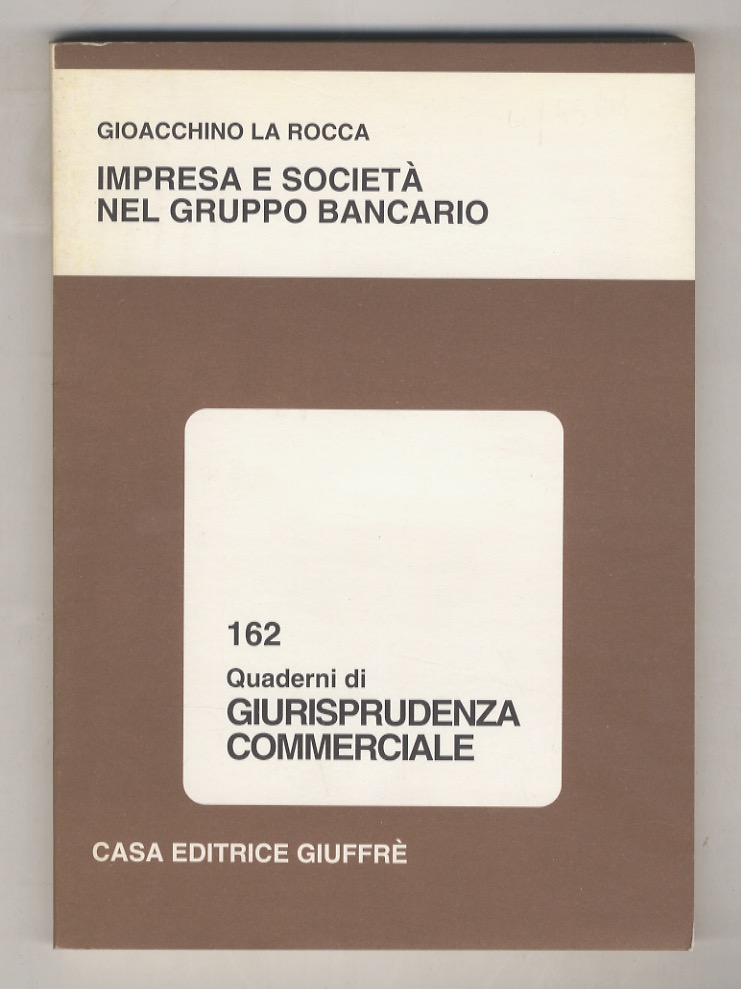 GIOACCHINO LA ROCCA
IMPRESA E SOCIETÀ
NEL GRUPPO BANCARIO
162
Quaderni di
GIURISPRUDENZA
COMMERCIALE
CASA EDITRICE GIUFFRÈ